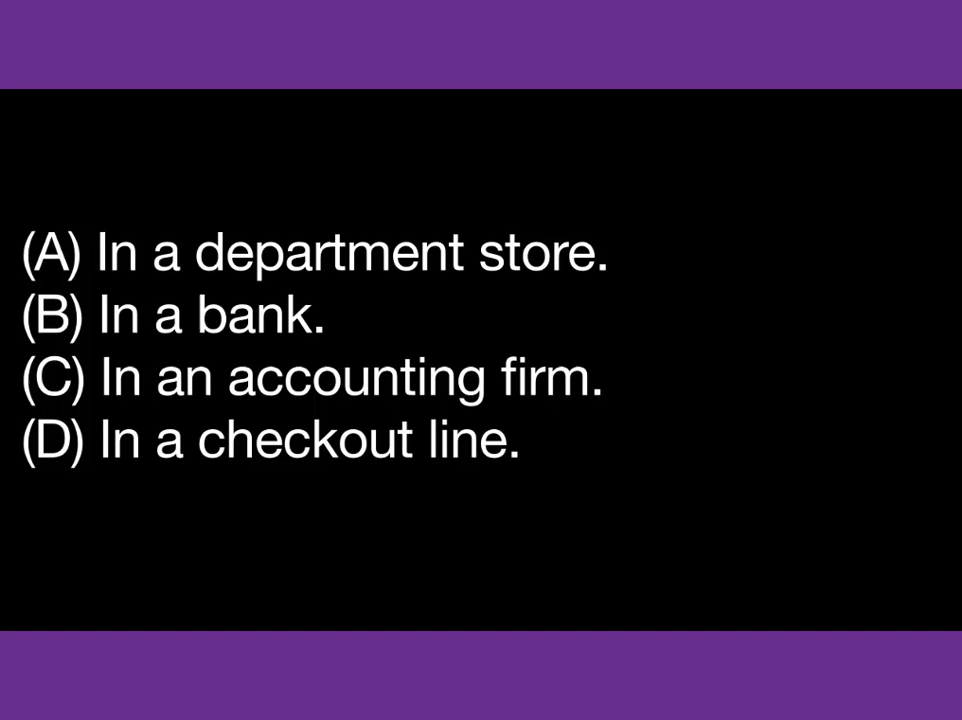 (A) In a department store.
(B) In a bank.
(C) In an accounting firm.
(D) In a checkout line.